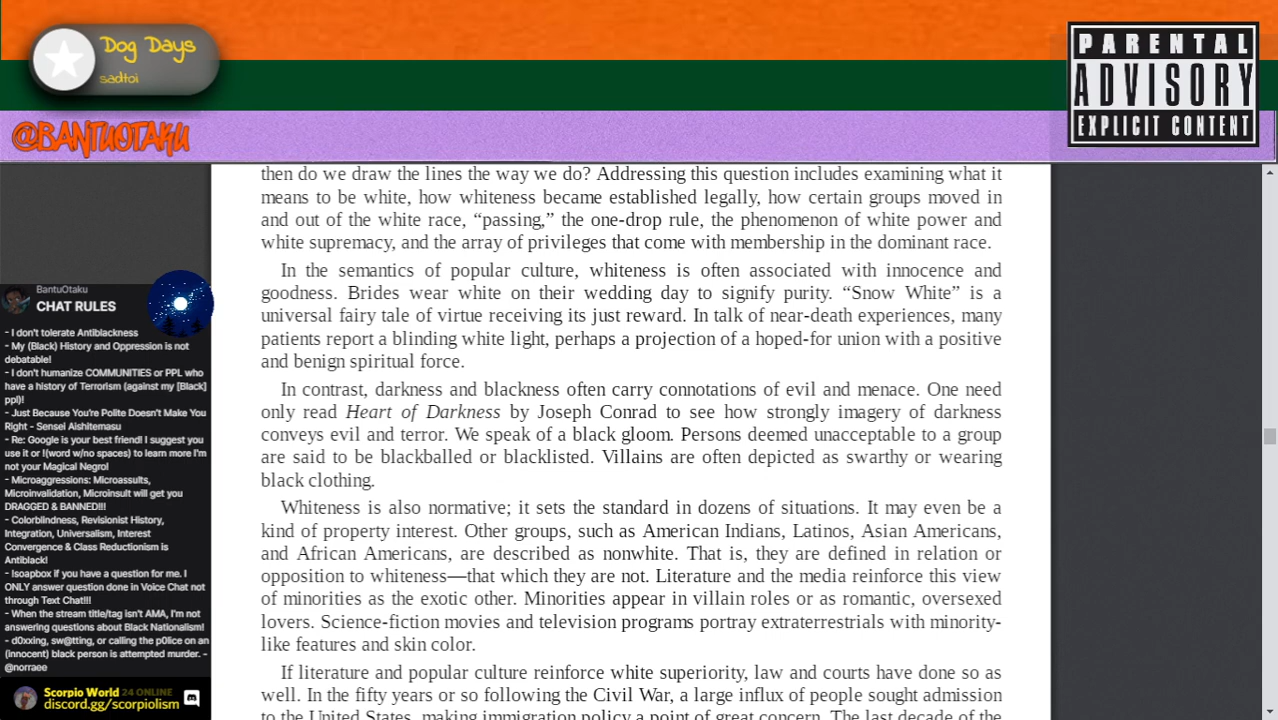 Dog Days
sadtoi
PARENTAL
ADVISORY
EXPLICIT CONTENT
@BANTUOTAKU
then do we draw the lines the way we do? Addressing this question includes examining what it
means to be white, how whiteness became established legally, how certain groups moved in
and out of the white race, “passing,” the one-drop rule, the phenomenon of white power and
white supremacy, and the array of privileges that come with membership in the dominant race.
In the semantics of popular culture, whiteness is often associated with innocence and
goodness. Brides wear white on their wedding day to signify purity. “Snow White” is a
universal fairy tale of virtue receiving its just reward. In talk of near-death experiences, many
patients report a blinding white light, perhaps a projection of a hoped-for union with a positive
and benign spiritual force.
In contrast, darkness and blackness often carry connotations of evil and menace. One need
only read Heart of Darkness by Joseph Conrad to see how strongly imagery of darkness
conveys evil and terror. We speak of a black gloom. Persons deemed unacceptable to a group
are said to be blackballed or blacklisted. Villains are often depicted as swarthy or wearing
black clothing.
Whiteness is also normative; it sets the standard in dozens of situations. It may even be a
kind of property interest. Other groups, such as American Indians, Latinos, Asian Americans,
and African Americans, are described as nonwhite. That is, they are defined in relation or
opposition to whiteness—that which they are not. Literature and the media reinforce this view
of minorities as the exotic other. Minorities appear in villain roles or as romantic, oversexed
lovers. Science-fiction movies and television programs portray extraterrestrials with minority-
like features and skin color.
If literature and popular culture reinforce white superiority, law and courts have done so as
well. In the fifty years or so following the Civil War, a large influx of people sought admission
to the United States, making immigration policy a point of great concern. The last decade of the
BantuOtaku
CHAT RULES
- I don't tolerate Antiblackness
- My (Black) History and Oppression is not
debatable!
- I don't humanize COMMUNITIES or PPL who
have a history of Terrorism (against my [Black]
ppl)!
- Just Because You're Polite Doesn't Make You
Right - Sensei Aishitemasu
- Re: Google is your best friend! I suggest you
use it or !(word w/no spaces) to learn more I'm
not your Magical Negro!
- Microaggressions: Microassults,
Microinvalidation, Microinsult will get you
DRAGGED & BANNED!!!
- Colorblindness, Revisionist History,
Integration, Universalism, Interest
Convergence & Class Reductionism is
Antiblack!
- !soapbox if you have a question for me. I
ONLY answer question done in Voice Chat not
through Text Chat!!!
- When the stream title/tag isn't AMA, I'm not
answering questions about Black Nationalism!
- d0xxing, sw@tting, or calling the p0lice on an
(innocent) black person is attempted murder. -
@norraee
Scorpio World 24 ONLINE
discord.gg/scorpiolism